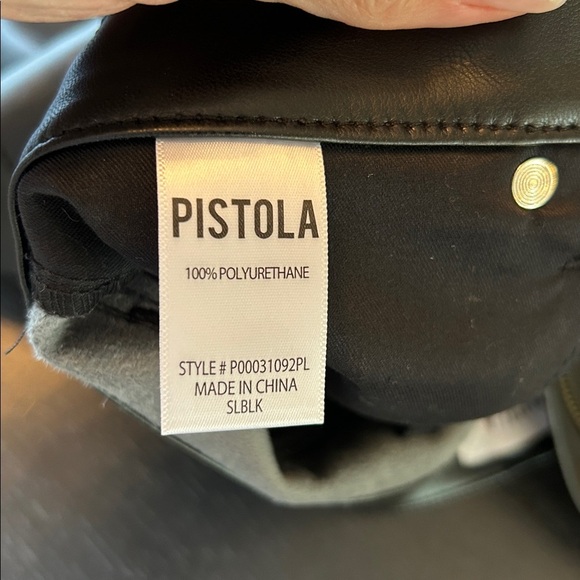 PISTOLA
100% POLYURETHANE
STYLE # P00031092PL
MADE IN CHINA
SLBLK